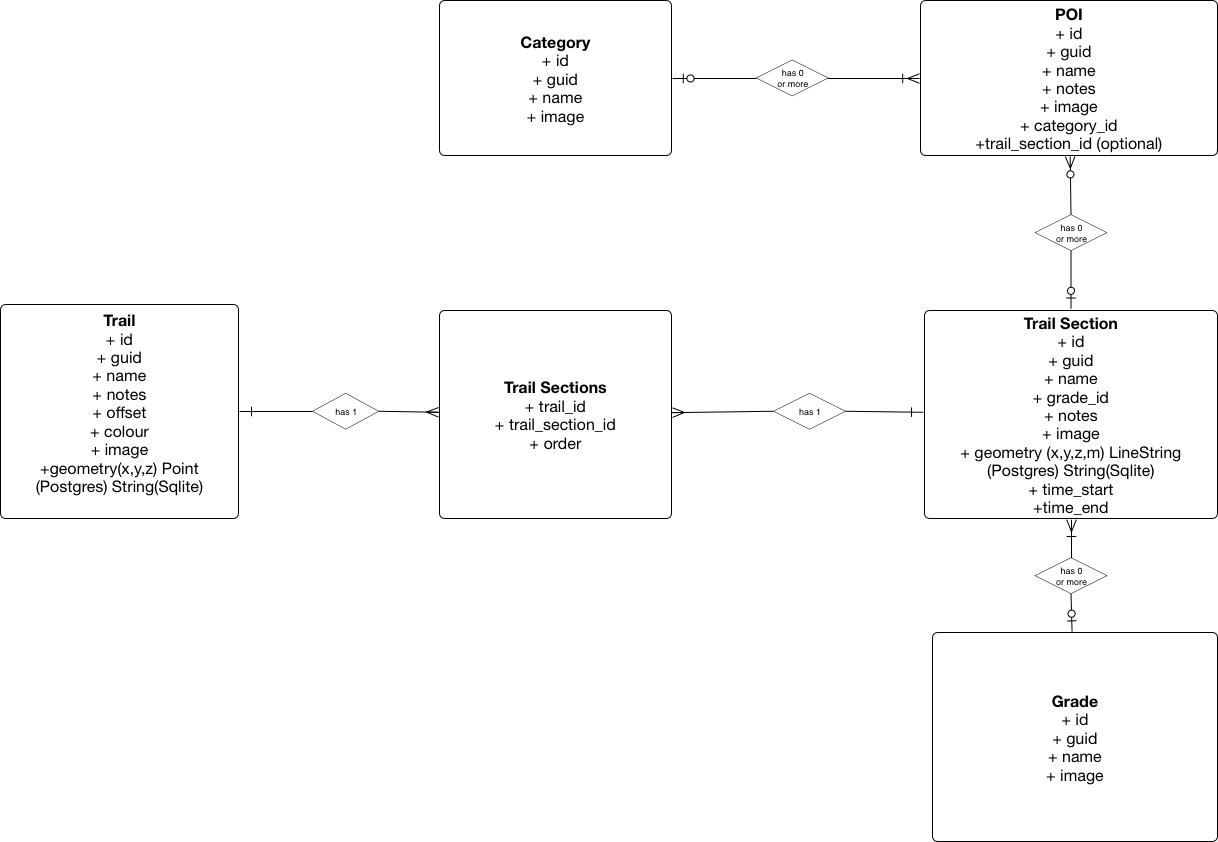 Category
+ id
+ guid
+ name
+ image
has 0
or more
POI
+ id
+ guid
+ name
+ notes
+ image
+ category_id
+trail_section_id (optional)
has 0
or more
Trail
+ id
+ guid
+ name
+ notes
+ offset
+ colour
+ image
+geometry(x,y,z) Point
(Postgres) String(Sqlite)
has 1
Trail Sections
+ trail_id
+ trail_section_id
+ order
has 1
Trail Section
+ id
+ guid
+ name
+ grade_id
+ notes
+ image
+ geometry (x,y,z,m) LineString
(Postgres) String(Sqlite)
+ time_start
+time_end
has 0
or more
Grade
+ id
+ guid
+ name
+ image